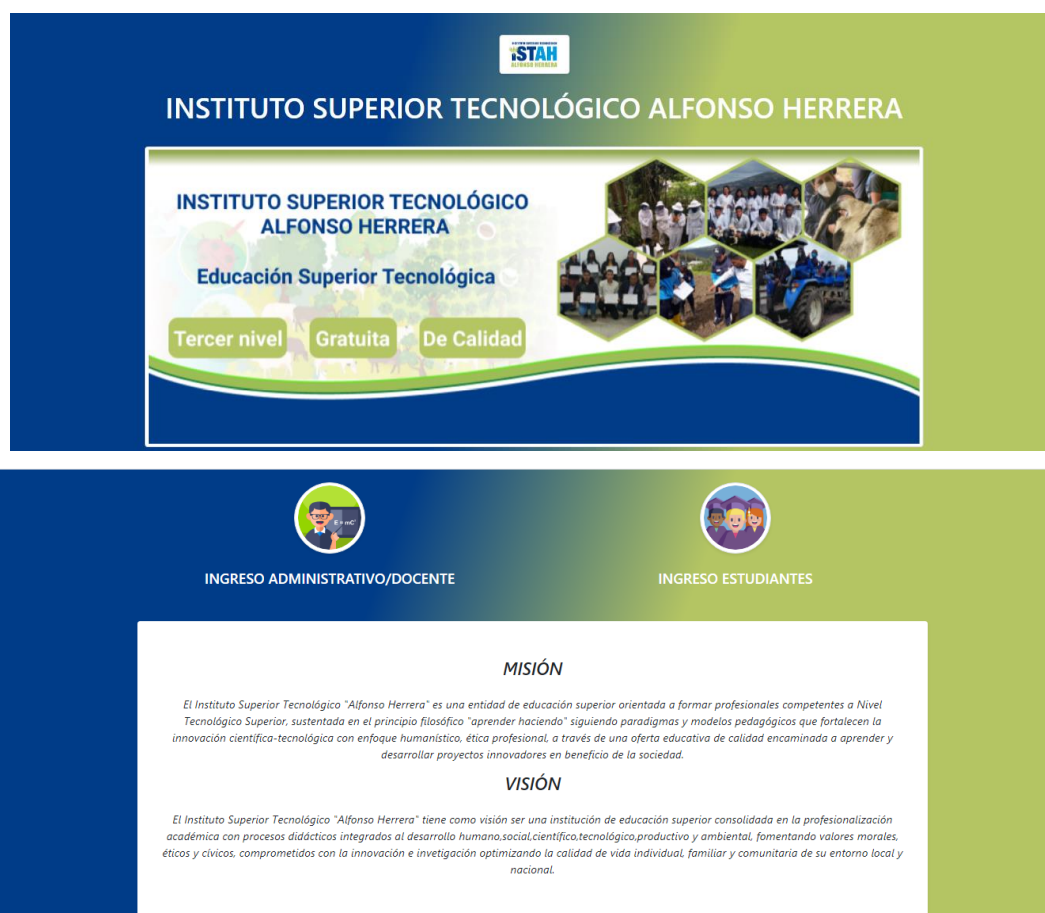 INSTITUTO SUPERIOR TECNOLÓGICO
iSTAH
ALFONSO HERRERA
INSTITUTO SUPERIOR TECNOLÓGICO ALFONSO HERRERA
INSTITUTO SUPERIOR TECNOLÓGICO
ALFONSO HERRERA
Educación Superior Tecnológica
Tercer nivel Gratuita De Calidad
E = mc²
INGRESO ADMINISTRATIVO/DOCENTE
INGRESO ESTUDIANTES
MISIÓN
El Instituto Superior Tecnológico "Alfonso Herrera" es una entidad de educación superior orientada a formar profesionales competentes a Nivel
Tecnológico Superior, sustentada en el principio filosófico "aprender haciendo" siguiendo paradigmas y modelos pedagógicos que fortalecen la
innovación científica-tecnológica con enfoque humanístico, ética profesional, a través de una oferta educativa de calidad encaminada a aprender y
desarrollar proyectos innovadores en beneficio de la sociedad.
VISIÓN
El Instituto Superior Tecnológico "Alfonso Herrera" tiene como visión ser una institución de educación superior consolidada en la profesionalización
académica con procesos didácticos integrados al desarrollo humano,social,científico,tecnológico,productivo y ambiental, fomentando valores morales,
éticos y cívicos, comprometidos con la innovación e invetigación optimizando la calidad de vida individual, familiar y comunitaria de su entorno local y
nacional.